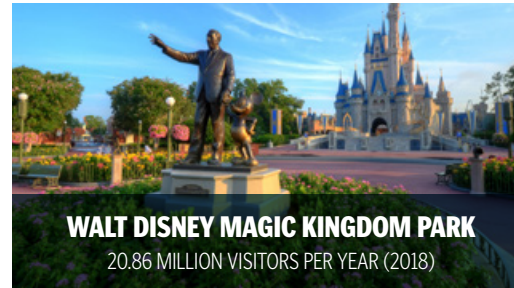 WALT DISNEY MAGIC KINGDOM PARK
20.86 MILLION VISITORS PER YEAR (2018)